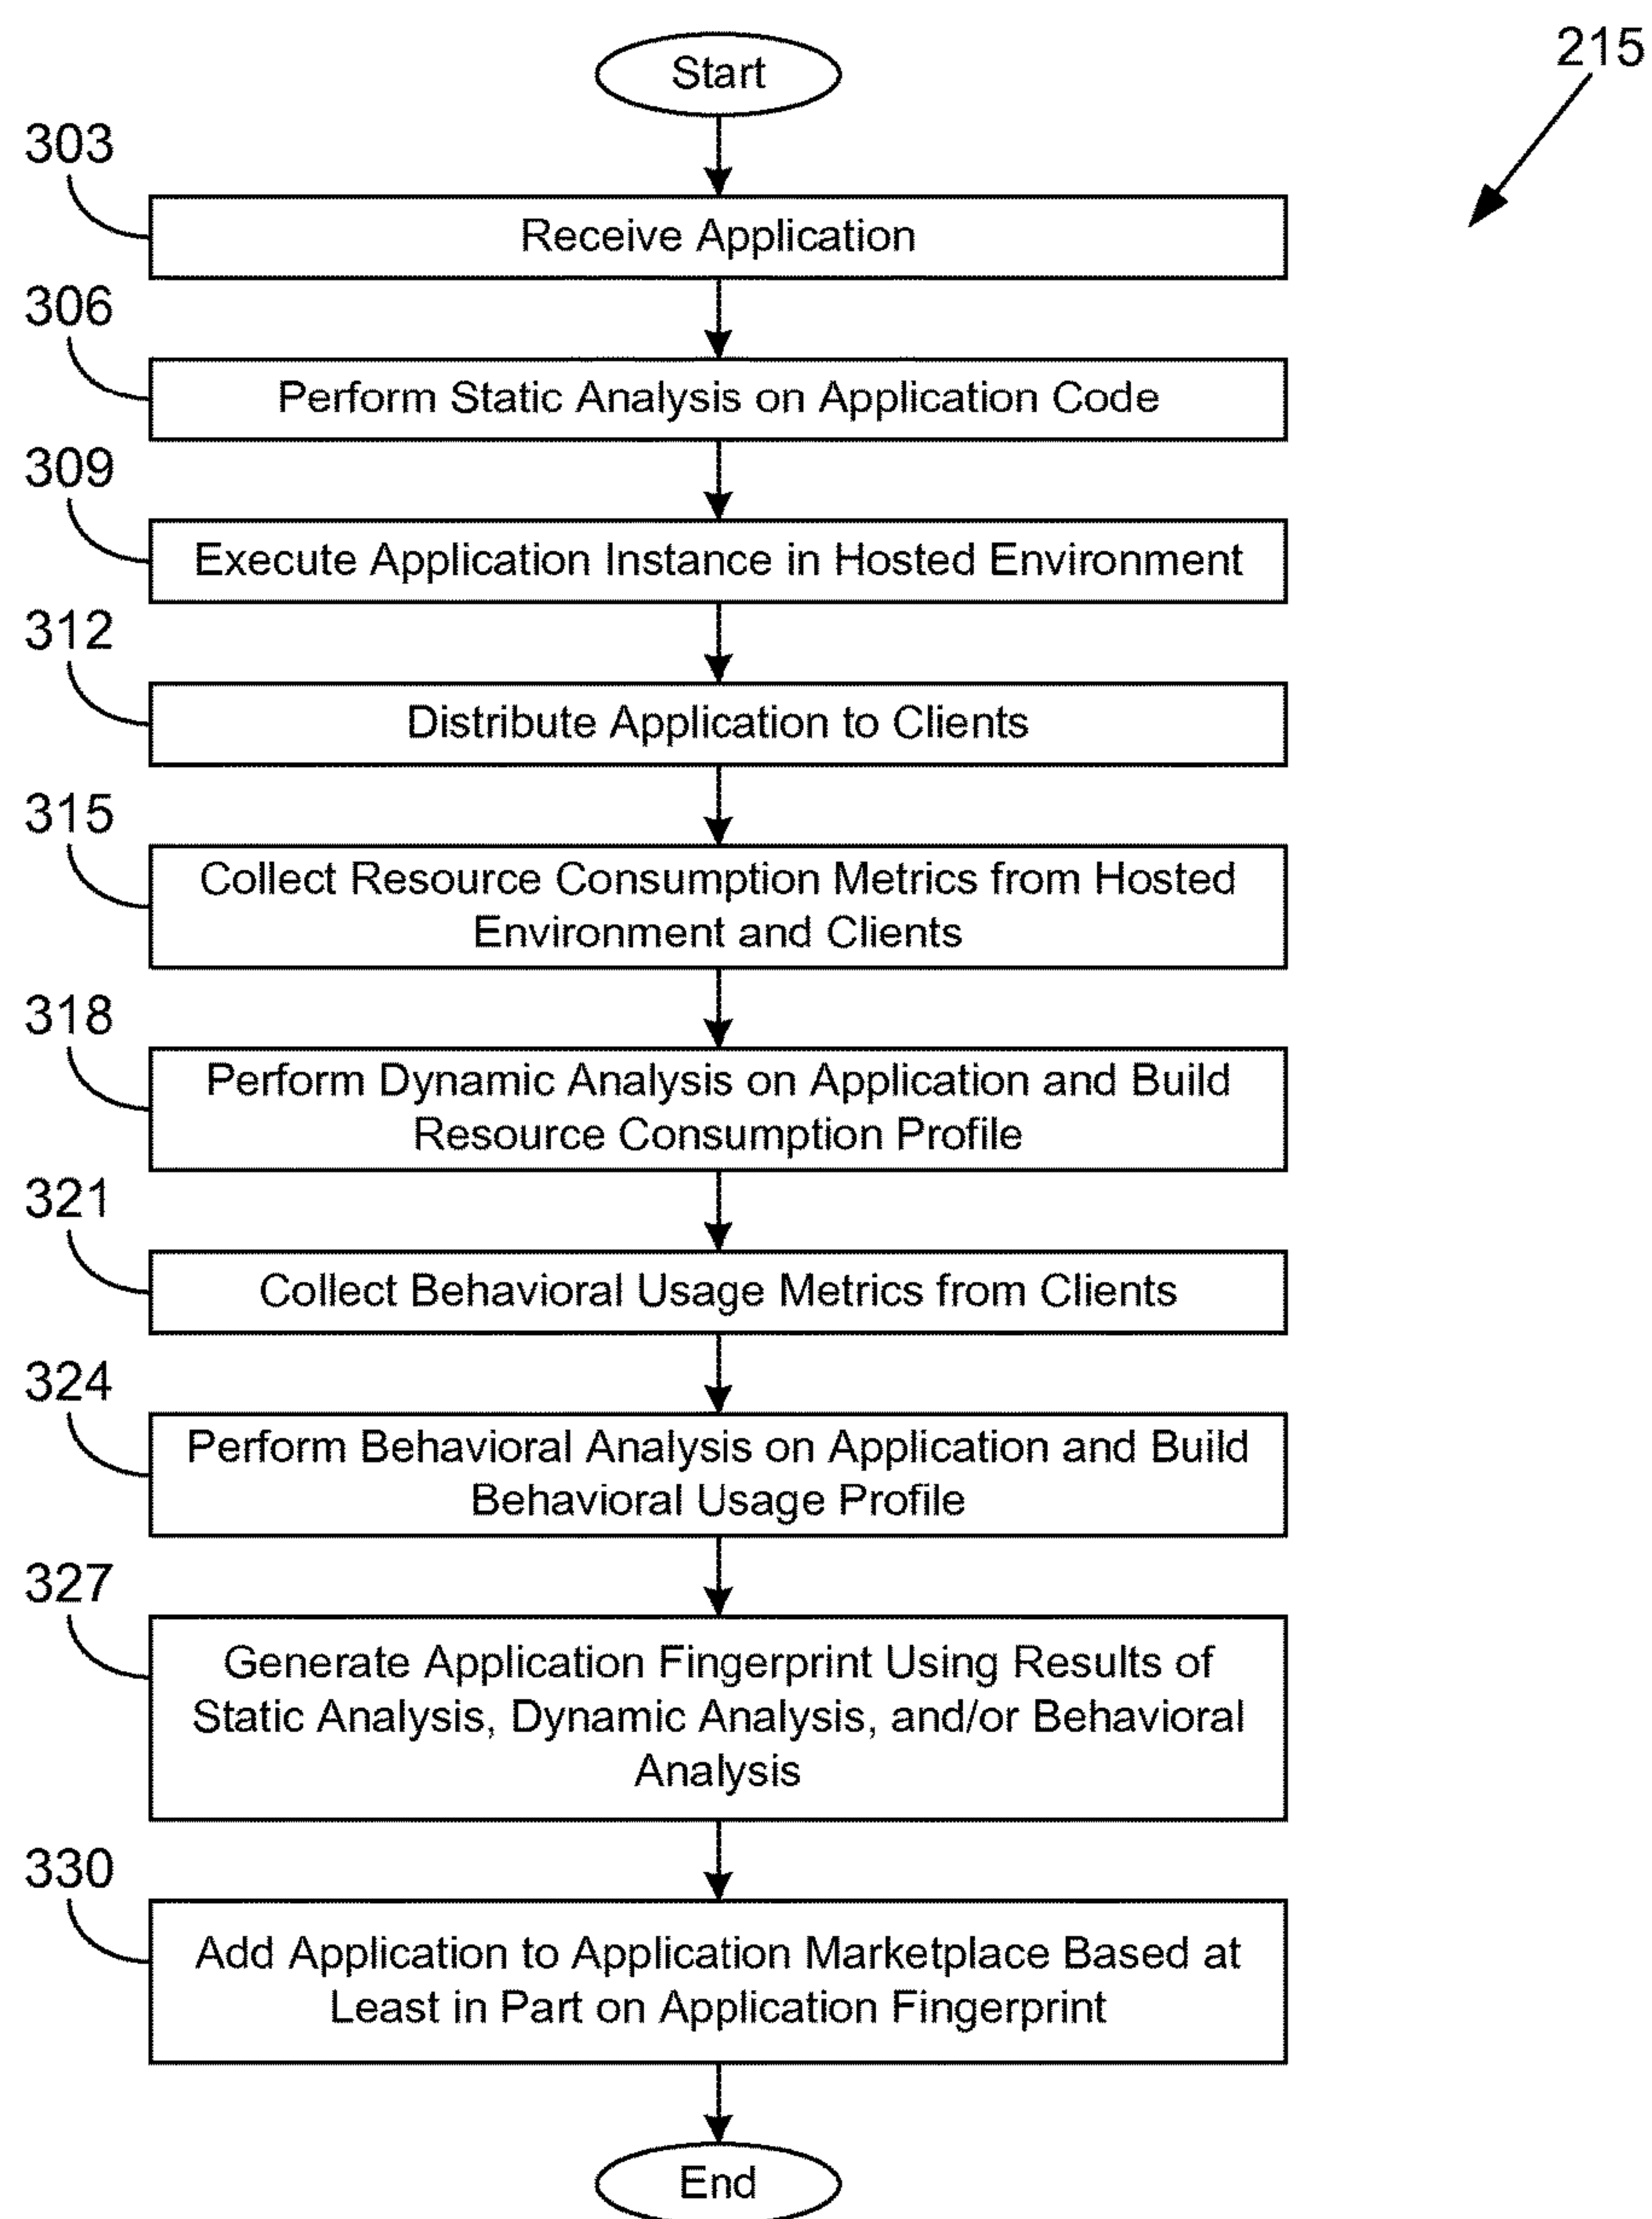 215
Start
303
Receive Application
306
Perform Static Analysis on Application Code
309
Execute Application Instance in Hosted Environment
312
Distribute Application to Clients
315
Collect Resource Consumption Metrics from Hosted
Environment and Clients
318
Perform Dynamic Analysis on Application and Build
Resource Consumption Profile
321
Collect Behavioral Usage Metrics from Clients
324
Perform Behavioral Analysis on Application and Build
Behavioral Usage Profile
327
Generate Application Fingerprint Using Results of
Static Analysis, Dynamic Analysis, and/or Behavioral
Analysis
330
Add Application to Application Marketplace Based at
Least in Part on Application Fingerprint
End